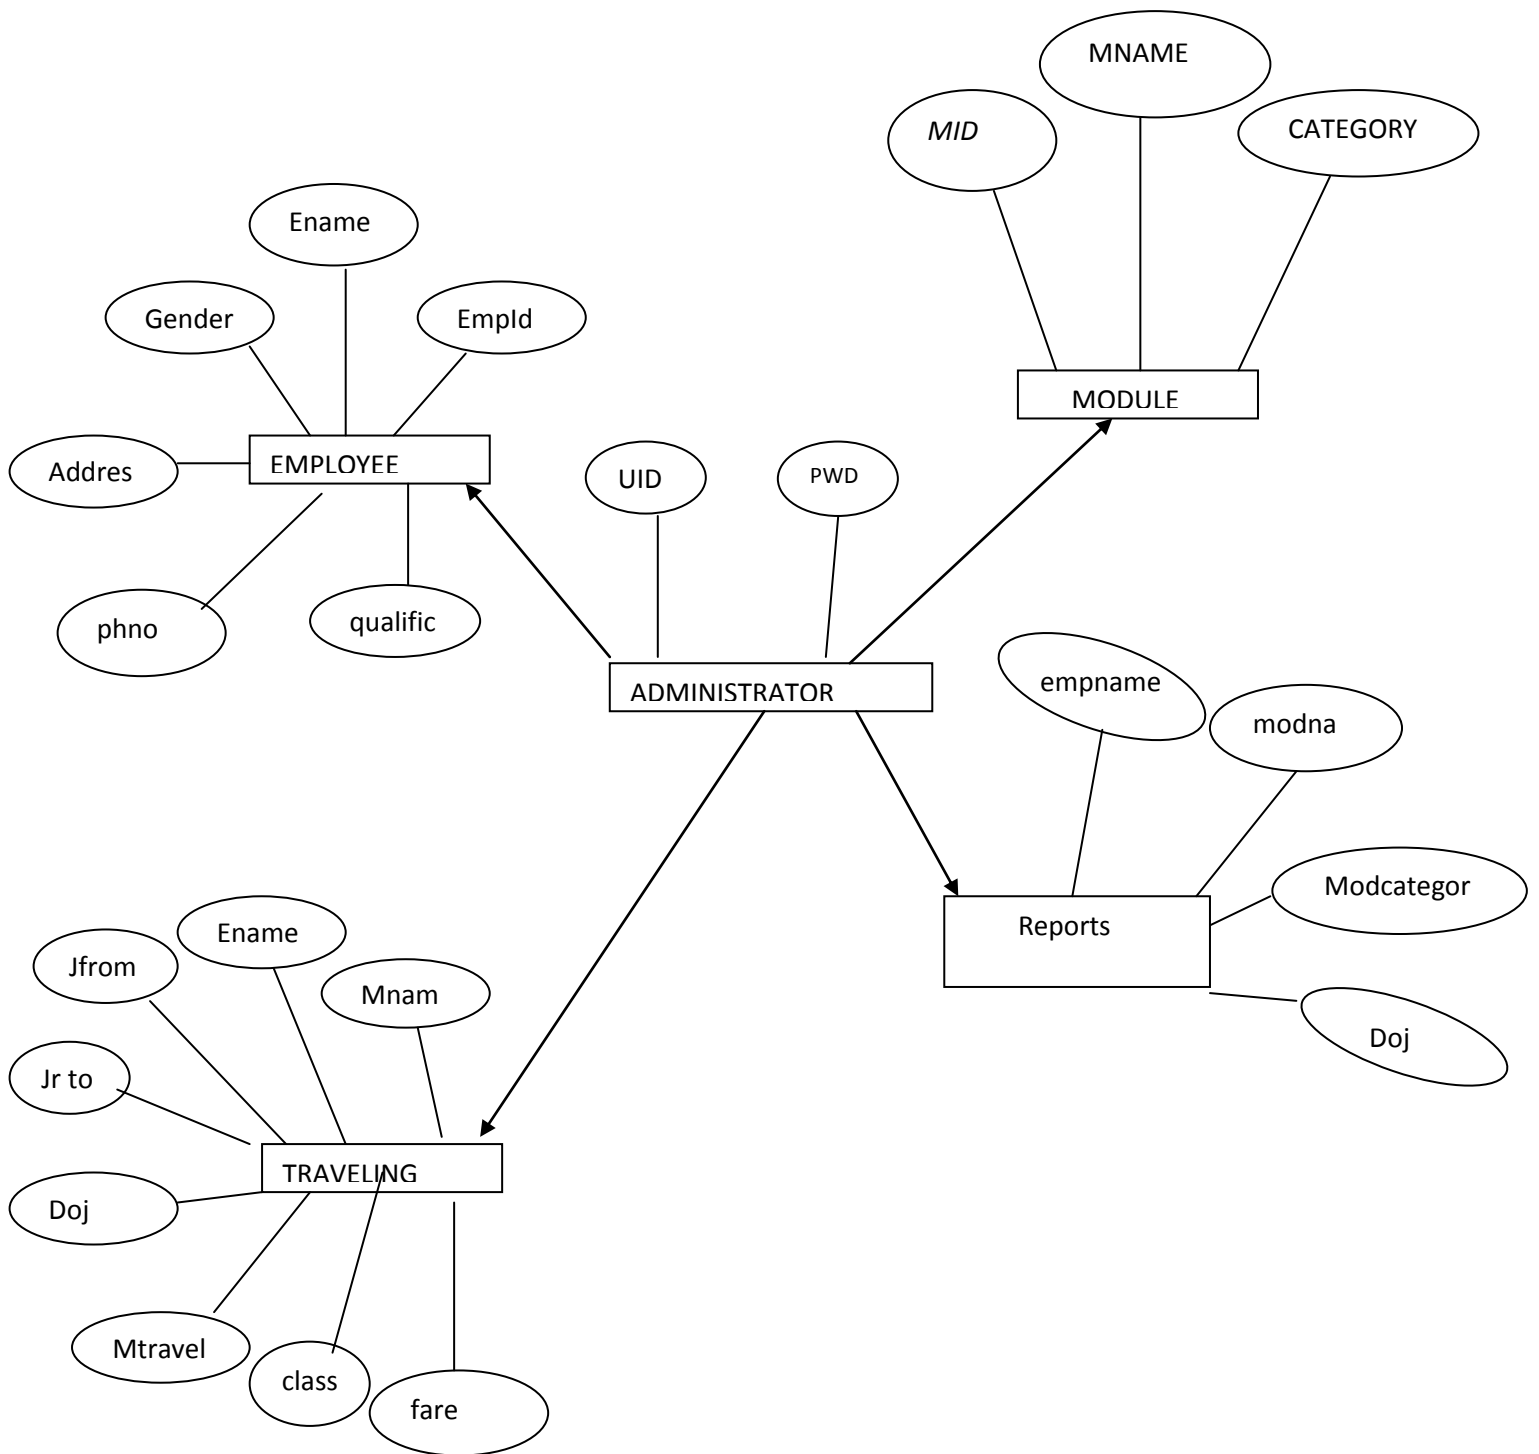 MNAME
MID
CATEGORY
Ename
Gender
EmpId
MODULE
Addres
EMPLOYEE
UID
PWD
phno
qualific
ADMINISTRATOR
empname
modna
Modcategor
Reports
Ename
Jfrom
Mnam
Jr to
Doj
TRAVELING
Doj
Mtravel
class
fare